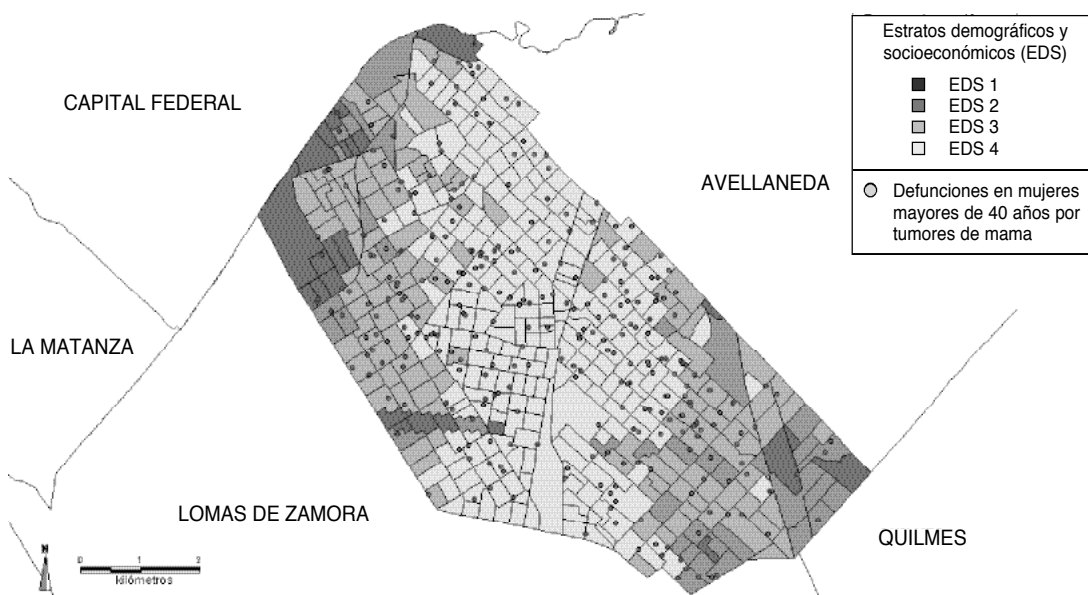 Estratos demográficos y
socioeconómicos (EDS)
EDS 1
EDS 2
EDS 3
EDS 4
Defunciones en mujeres
mayores de 40 años por
tumores de mama
CAPITAL FEDERAL
AVELLANEDA
LA MATANZA
LOMAS DE ZAMORA
QUILMES
N
0 1 2
kilómetros